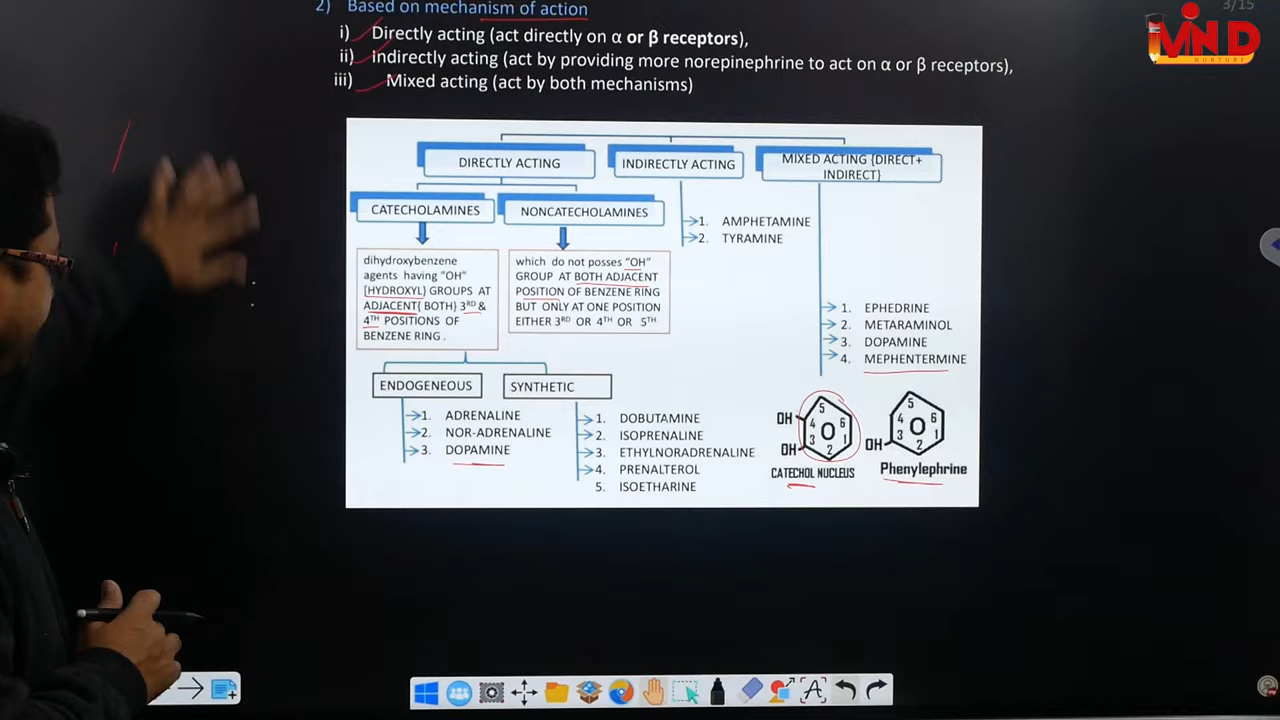 2) Based on mechanism of action
3/15
i) Directly acting (act directly on α or β receptors),
ii) Indirectly acting (act by providing more norepinephrine to act on α or β receptors),
iii) Mixed acting (act by both mechanisms)
MIND
NURTURE
DIRECTLY ACTING
INDIRECTLY ACTING
MIXED ACTING {DIRECT+
INDIRECT}
CATECHOLAMINES
NONCATECHOLAMINES
1. AMPHETAMINE
2. TYRAMINE
dihydroxybenzene
agents having "OH"
{HYDROXYL} GROUPS AT
ADJACENT( BOTH) 3RD &
4TH POSITIONS OF
BENZENE RING .
which do not posses "OH"
GROUP AT BOTH ADJACENT
POSITION OF BENZENE RING
BUT ONLY AT ONE POSITION
EITHER 3RD OR 4TH OR 5TH.
1. EPHEDRINE
2. METARAMINOL
3. DOPAMINE
4. MEPHENTERMINE
ENDOGENEOUS
SYNTHETIC
1. ADRENALINE
2. NOR-ADRENALINE
3. DOPAMINE
1. DOBUTAMINE
2. ISOPRENALINE
3. ETHYLNORADRENALINE
4. PRENALTEROL
5. ISOETHARINE
OH
OH
5
4
6
3
1
2
CATECHOL NUCLEUS
OH
5
4
6
3
1
2
Phenylephrine